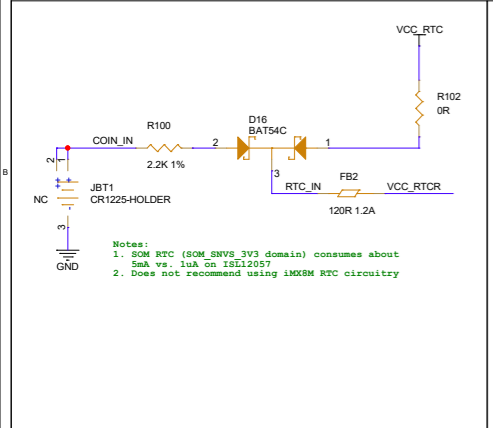 VCC_RTC
R102
0R
D16
BAT54C
R100
COIN_IN
2
1
2.2K 1%
3
FB2
RTC_IN
VCC_RTCR
120R 1.2A
B
2
1
JBT1
NC
CR1225-HOLDER
3
GND
Notes:
1. SOM RTC (SOM_SNVS_3V3 domain) consumes about
5mA vs. 1uA on ISL12057
2. Does not recommend using iMX8M RTC circuitry